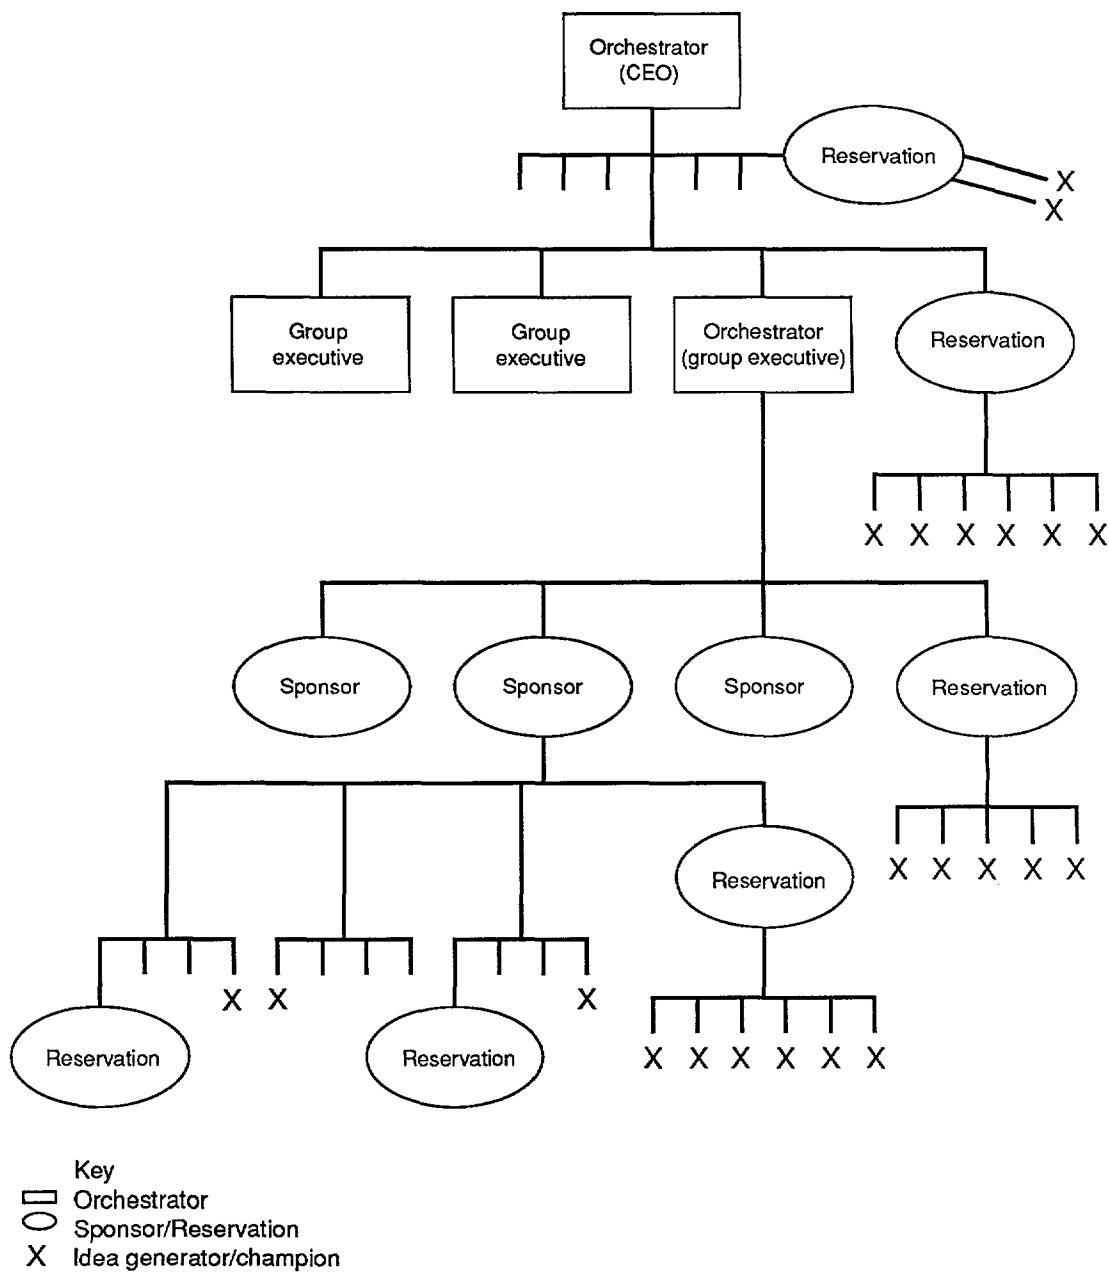 Orchestrator
(CEO)
Reservation
X
X
Group
executive
Group
executive
Orchestrator
(group executive)
Reservation
X X X X X X
Sponsor
Sponsor
Sponsor
Reservation
X X X X X
Reservation
X X X
Reservation
Reservation
X X X X X X
Key
Orchestrator
Sponsor/Reservation
X Idea generator/champion